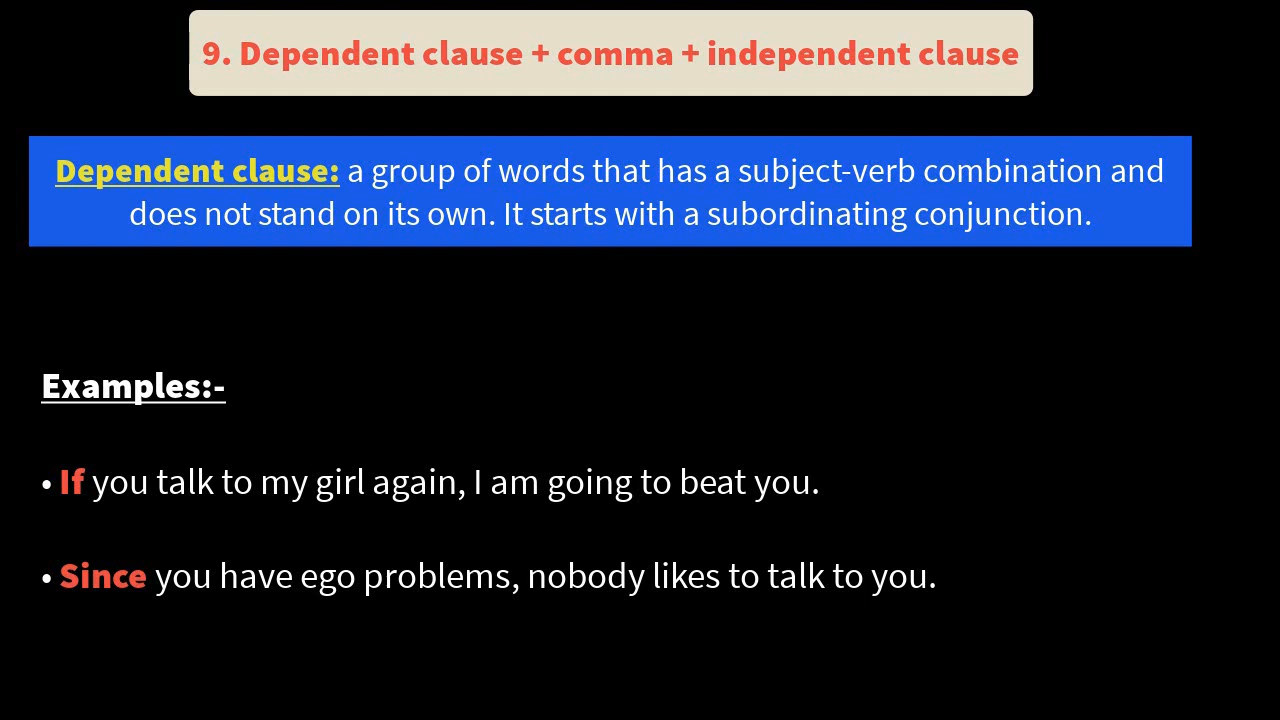 9. Dependent clause + comma + independent clause
Dependent clause: a group of words that has a subject-verb combination and
does not stand on its own. It starts with a subordinating conjunction.
Examples:-
• If you talk to my girl again, I am going to beat you.
• Since you have ego problems, nobody likes to talk to you.